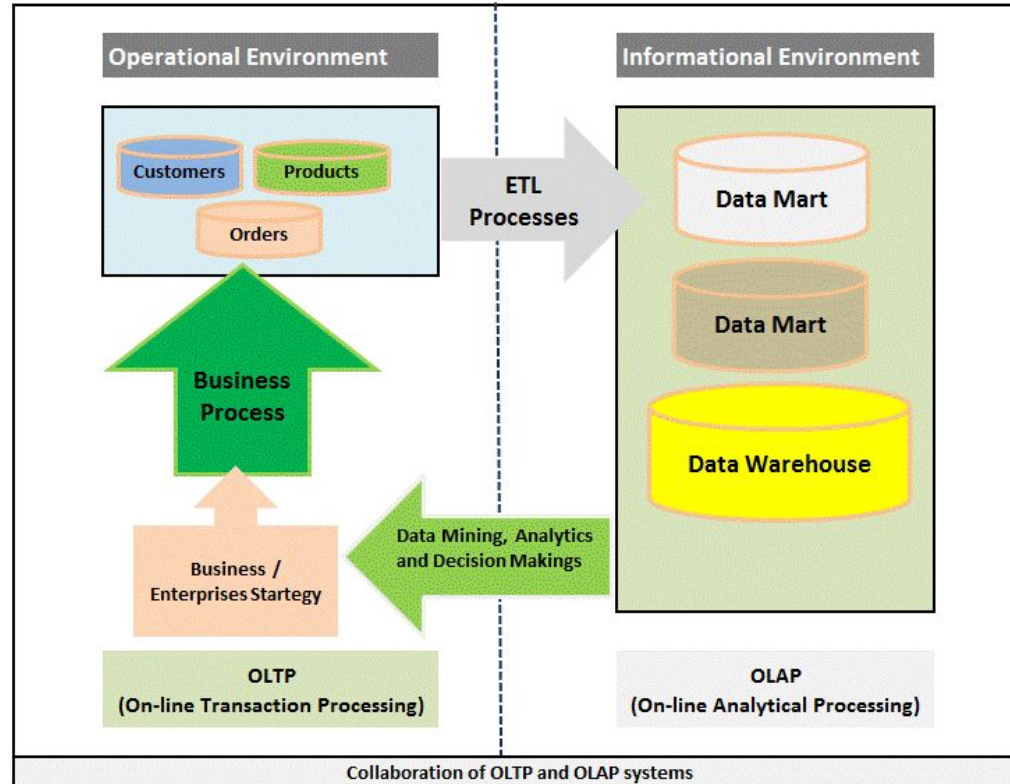 Operational Environment
Informational Environment
Customers
Products
Orders
ETL
Processes
Data Mart
Data Mart
Data Warehouse
Business
Process
Data Mining, Analytics
and Decision Makings
Business /
Enterprises Startegy
OLTP
(On-line Transaction Processing)
OLAP
(On-line Analytical Processing)
Collaboration of OLTP and OLAP systems